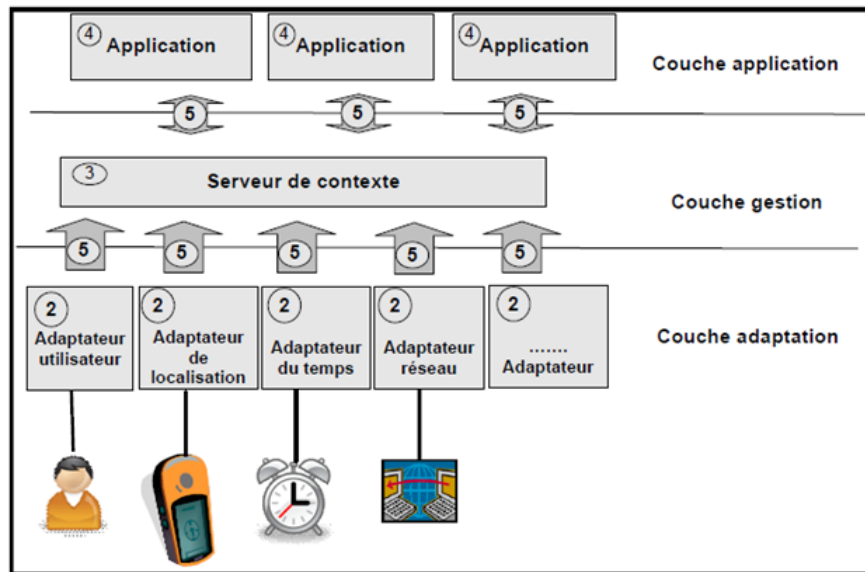 4 Application
4 Application
4 Application
Couche application
5
5
5
3 Serveur de contexte
Couche gestion
5
5
5
5
5
2
Adaptateur
utilisateur
2
Adaptateur
de
localisation
2
Adaptateur
du temps
2
Adaptateur
réseau
2
.......
Adaptateur
Couche adaptation